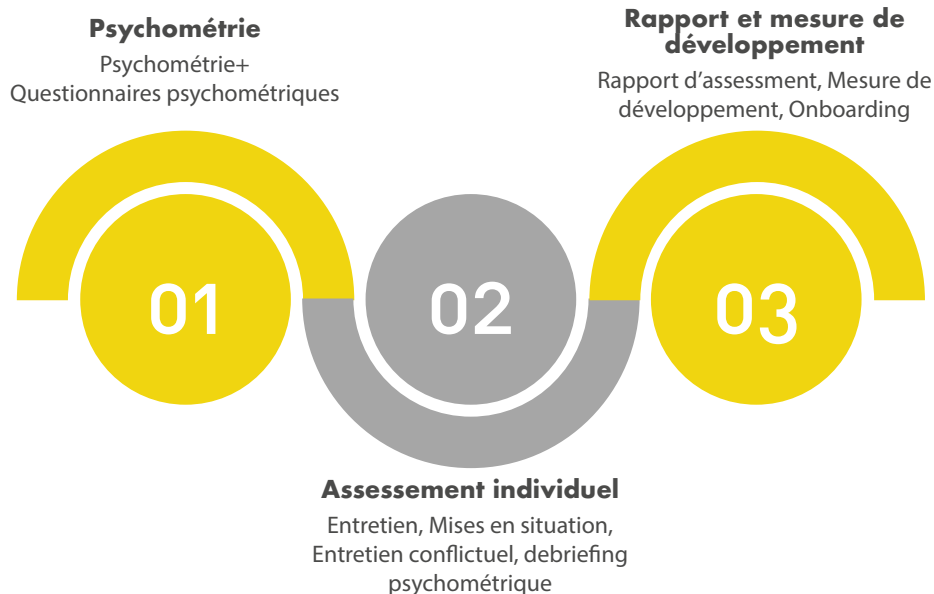 Psychométrie
Psychométrie+
Questionnaires psychométriques
01
Assessement individuel
Entretien, Mises en situation,
Entretien conflictuel, debriefing
psychométrique
02
Rapport et mesure de
développement
Rapport d’assessment, Mesure de
développement, Onboarding
03